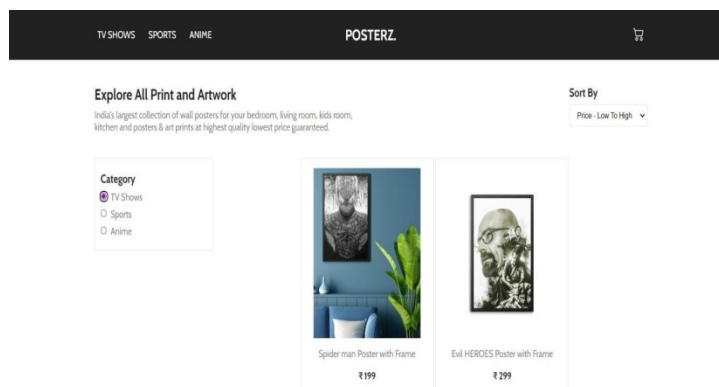 TV SHOWS SPORTS ANIME POSTERZ.
Explore All Print and Artwork
India's largest collection of wall posters for your bedroom, living room, kids room,
kitchen and posters & art prints at highest quality lowest price guaranteed.
Sort By
Price - Low To High
Category
TV Shows
Sports
Anime
Spider man Poster with Frame
₹199
Evil HEROES Poster with Frame
₹299